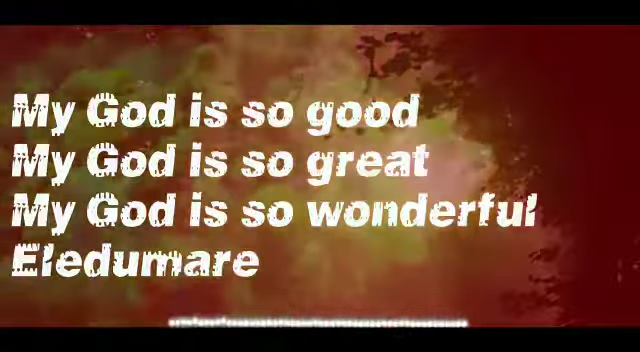 My God is so good
My God is so great
My God is so wonderful
Eledumare